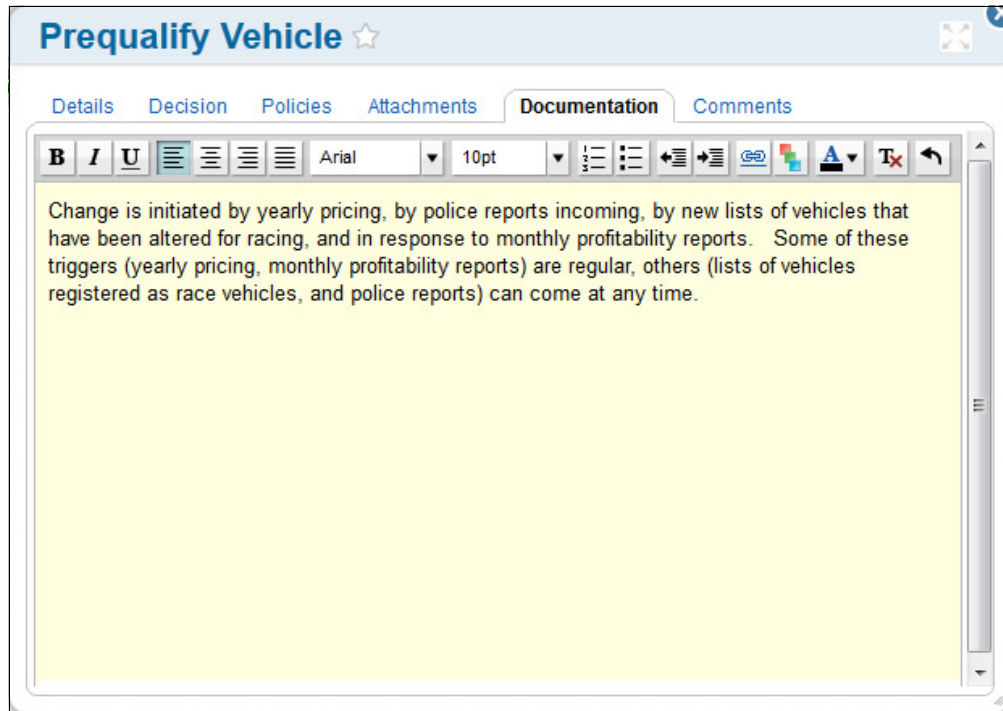 Prequalify Vehicle
Details Decision Policies Attachments Documentation Comments
B I U Arial 10pt A Tx
Change is initiated by yearly pricing, by police reports incoming, by new lists of vehicles that
have been altered for racing, and in response to monthly profitability reports.   Some of these
triggers (yearly pricing, monthly profitability reports) are regular, others (lists of vehicles
registered as race vehicles, and police reports) can come at any time.